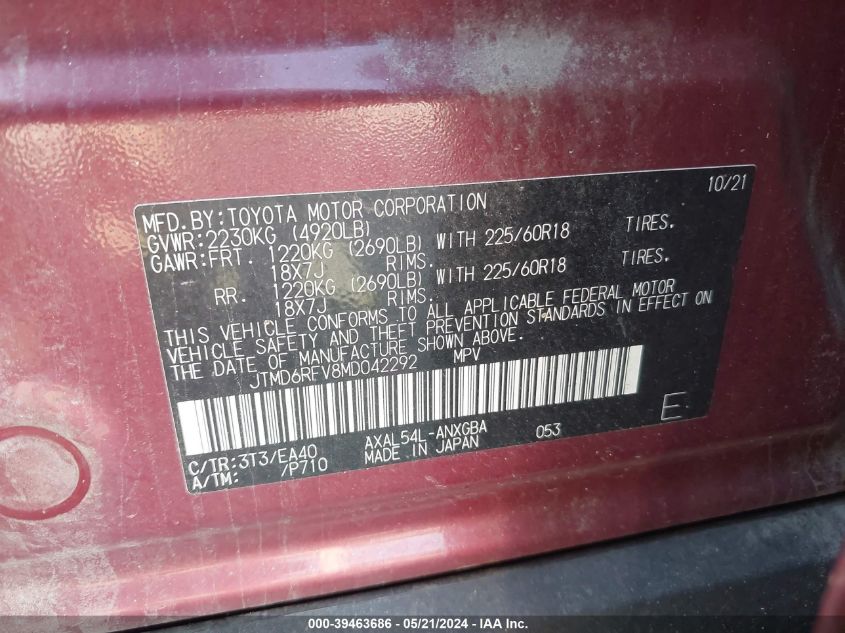 10/21
MFD.BY:TOYOTA MOTOR CORPORATION
GVWR:2230KG (4920LB)
GAWR:FRT. 1220KG (2690LB) WITH 225/60R18 TIRES.
18X7J RIMS.
RR. 1220KG (2690LB) WITH 225/60R18 TIRES.
18X7J RIMS.
THIS VEHICLE CONFORMS TO ALL APPLICABLE FEDERAL MOTOR
VEHICLE SAFETY AND THEFT PREVENTION STANDARDS IN EFFECT ON
THE DATE OF MANUFACTURE SHOWN ABOVE.
JTMD6RFV8MD042292 MPV
C/TR:3T3/EA40 AXAL54L-ANXGBA 053 E
A/TM: /P710 MADE IN JAPAN
000-39463686 - 05/21/2024 - IAAI, Inc.